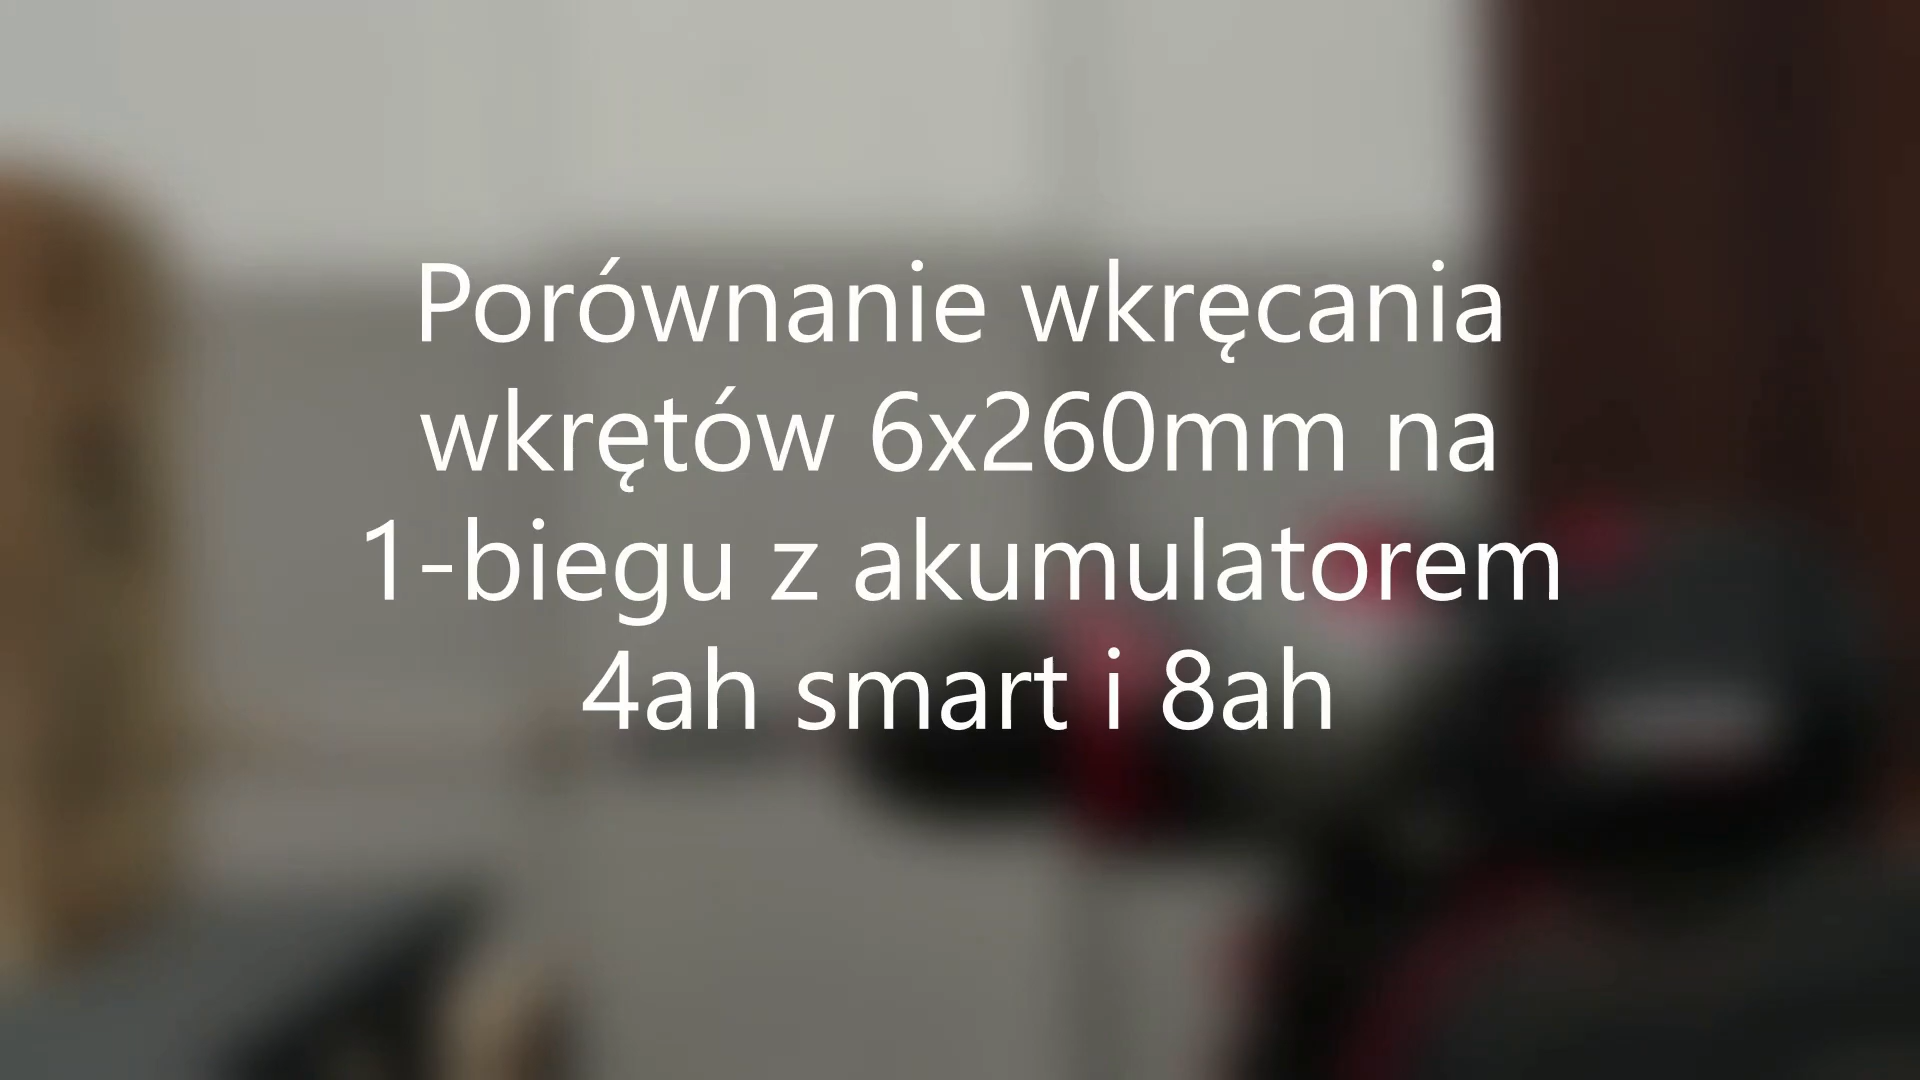 Porównanie wkręcania
wkrętów 6x260mm na
1-biegu z akumulatorem
4ah smart i 8ah